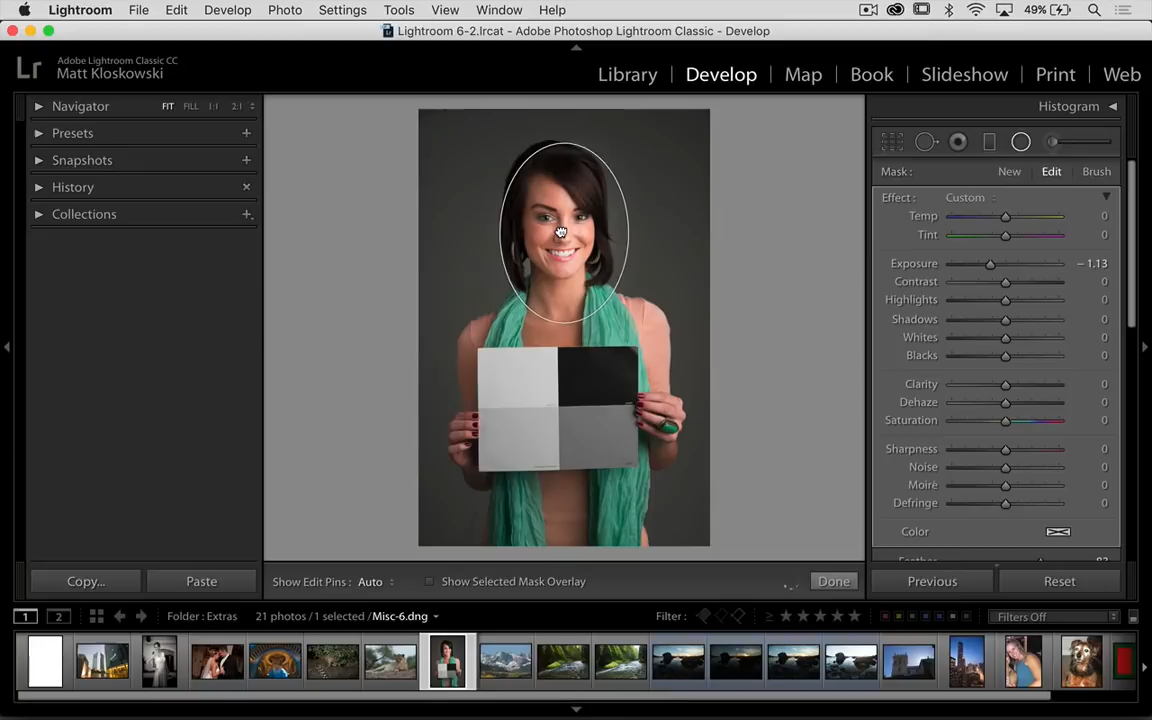 Lightroom File Edit Develop Photo Settings Tools View Window Help 49%
Lightroom 6-2.lrcat - Adobe Photoshop Lightroom Classic - Develop
Lr Adobe Lightroom Classic CC
Matt Kloskowski
Library Develop Map Book Slideshow Print Web
Navigator FIT FILL 1:1 2:1
Histogram
Presets
Snapshots
Mask : New Edit Brush
History
Effect : Custom
Collections
Temp 0
Tint 0
Exposure – 1.13
Contrast 0
Highlights 0
Shadows 0
Whites 0
Blacks 0
Clarity 0
Dehaze 0
Saturation 0
Sharpness 0
Noise 0
Moiré 0
Defringe 0
Color
Feather 83
Copy... Paste Show Edit Pins : Auto Show Selected Mask Overlay Done Previous Reset
1 2 Folder : Extras 21 photos / 1 selected / Misc-6.dng Filter : Filters Off